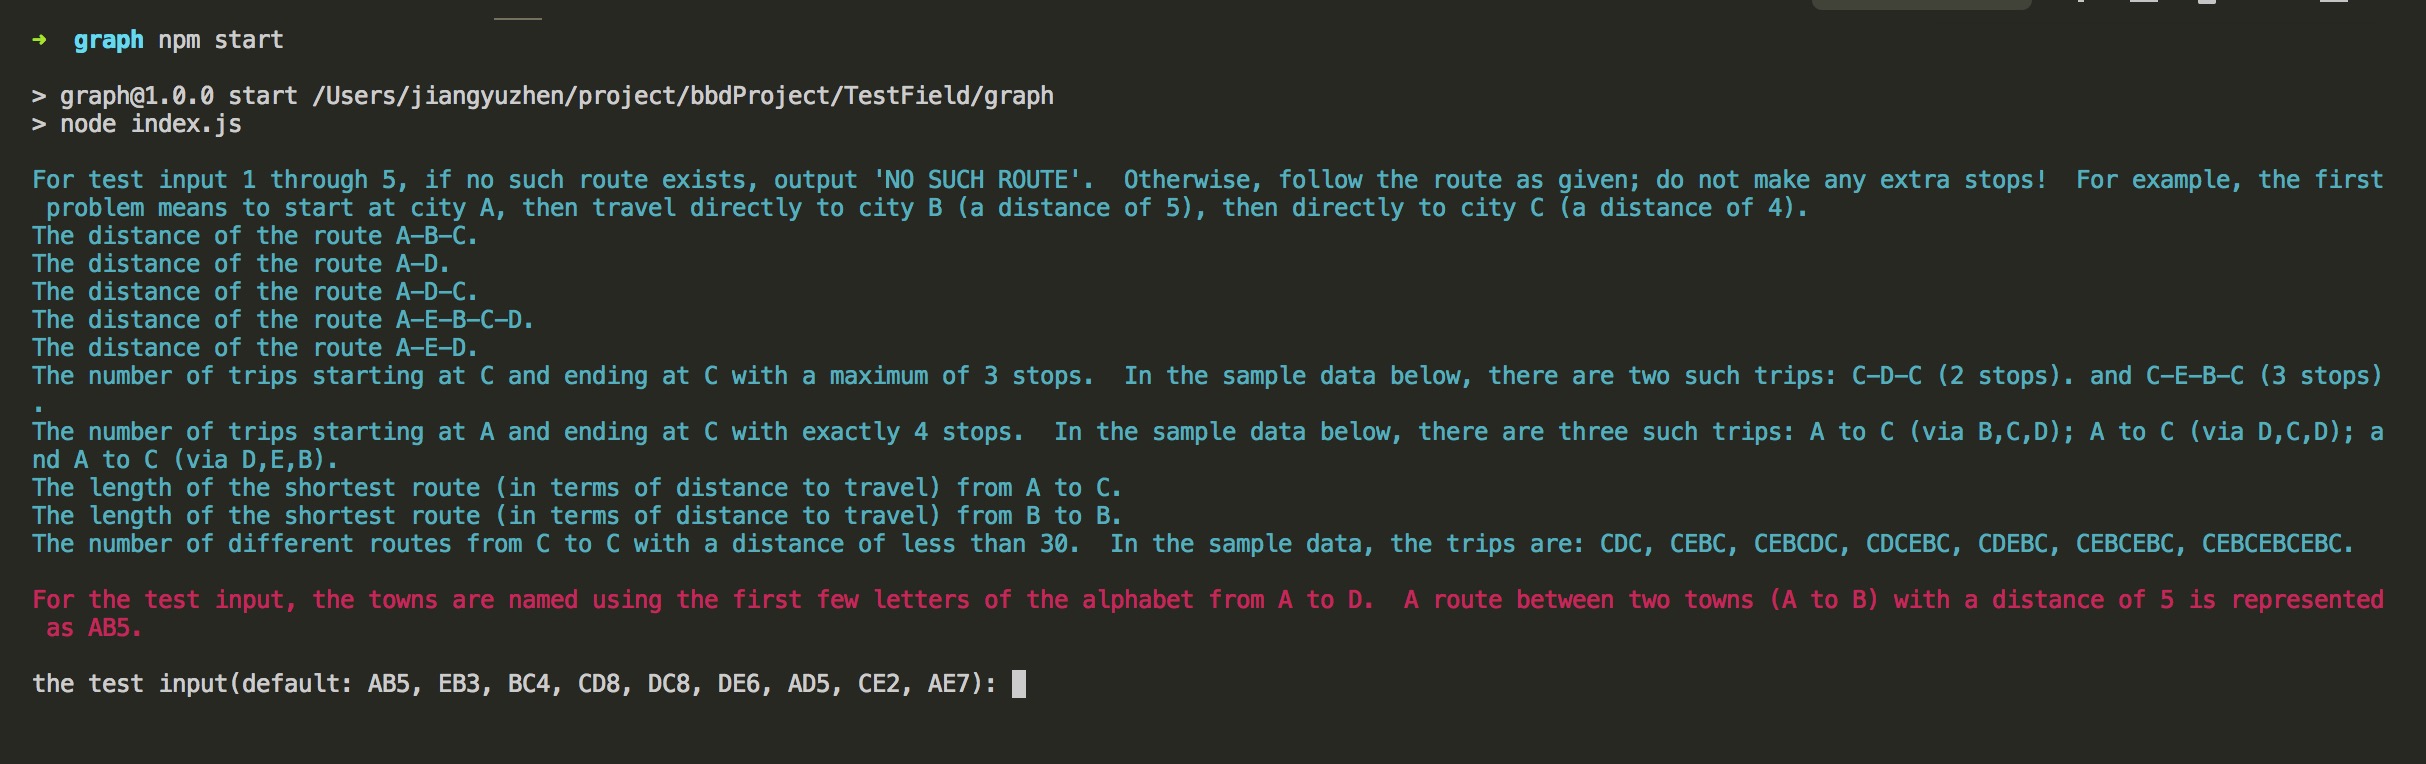 ➜  graph npm start
> graph@1.0.0 start /Users/jiangyuzhen/project/bbdProject/TestField/graph
> node index.js
For test input 1 through 5, if no such route exists, output 'NO SUCH ROUTE'.  Otherwise, follow the route as given; do not make any extra stops!  For example, the first
 problem means to start at city A, then travel directly to city B (a distance of 5), then directly to city C (a distance of 4).
The distance of the route A-B-C.
The distance of the route A-D.
The distance of the route A-D-C.
The distance of the route A-E-B-C-D.
The distance of the route A-E-D.
The number of trips starting at C and ending at C with a maximum of 3 stops.  In the sample data below, there are two such trips: C-D-C (2 stops). and C-E-B-C (3 stops)
.
The number of trips starting at A and ending at C with exactly 4 stops.  In the sample data below, there are three such trips: A to C (via B,C,D); A to C (via D,C,D); a
nd A to C (via D,E,B).
The length of the shortest route (in terms of distance to travel) from A to C.
The length of the shortest route (in terms of distance to travel) from B to B.
The number of different routes from C to C with a distance of less than 30.  In the sample data, the trips are: CDC, CEBC, CEBCDC, CDCEBC, CDEBC, CEBCEBC, CEBCEBCEBC.
For the test input, the towns are named using the first few letters of the alphabet from A to D.  A route between two towns (A to B) with a distance of 5 is represented
 as AB5.
the test input(default: AB5, EB3, BC4, CD8, DC8, DE6, AD5, CE2, AE7):